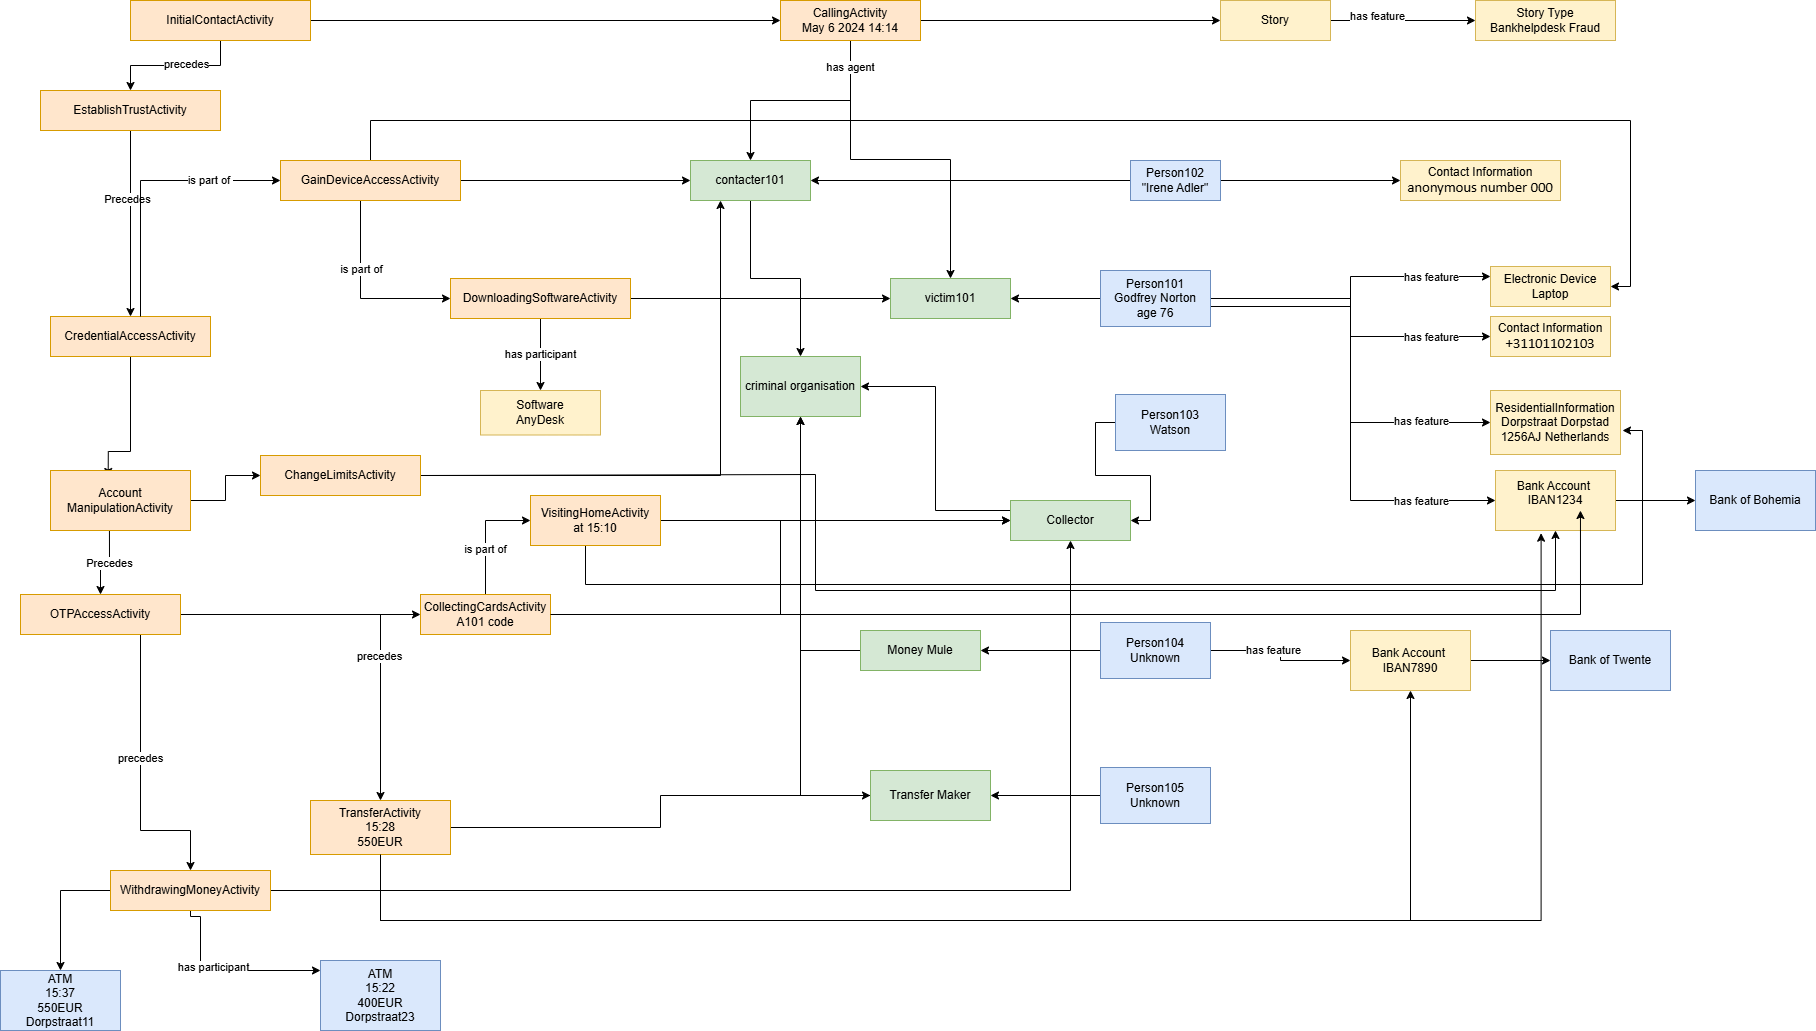 InitialContactActivity
CallingActivity
May 6 2024 14:14
Story
has feature
Story Type
Bankhelpdesk Fraud
precedes
has agent
EstablishTrustActivity
GainDeviceAccessActivity
is part of
Precedes
contacter101
Person102
"Irene Adler"
Contact Information
anonymous number 000
is part of
DownloadingSoftwareActivity
victim101
Person101
Godfrey Norton
age 76
has feature
Electronic Device
Laptop
CredentialAccessActivity
has participant
has feature
Contact Information
+31101102103
Software
AnyDesk
criminal organisation
Person103
Watson
has feature
ResidentialInformation
Dorpstraat Dorpstad
1256AJ Netherlands
Account
ManipulationActivity
ChangeLimitsActivity
has feature
Bank Account
IBAN1234
Bank of Bohemia
VisitingHomeActivity
at 15:10
Collector
is part of
Precedes
OTPAccessActivity
CollectingCardsActivity
A101 code
precedes
Money Mule
Person104
Unknown
has feature
Bank Account
IBAN7890
Bank of Twente
precedes
TransferActivity
15:28
550EUR
Transfer Maker
Person105
Unknown
WithdrawingMoneyActivity
has participant
ATM
15:37
550EUR
Dorpstraat11
ATM
15:22
400EUR
Dorpstraat23